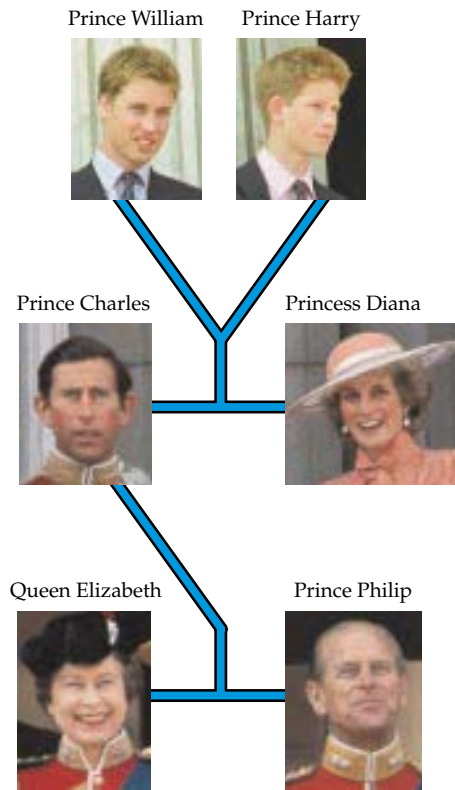 Prince William
Prince Harry
Prince Charles
Princess Diana
Queen Elizabeth
Prince Philip